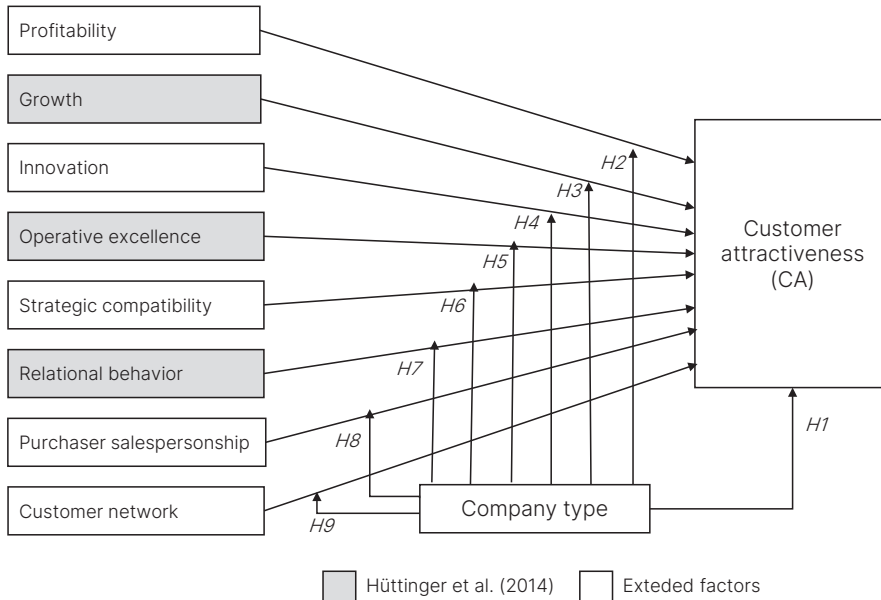 Profitability
Growth
Innovation
Operative excellence
Strategic compatibility
Relational behavior
Purchaser salespersonship
Customer network
H2
H3
H4
H5
H6
H7
H8
H9
H1
Customer
attractiveness
(CA)
Company type
Hüttinger et al. (2014)
Exteded factors